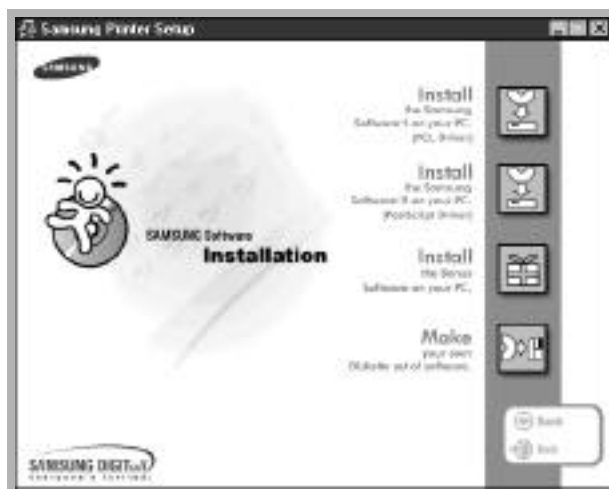 Samsung Printer Setup
SAMSUNG
Install
the Samsung
Software I on your PC.
(PCL Driver)
Install
the Samsung
Software II on your PC.
(PostScript Driver)
SAMSUNG Software
Installation
Install
the Bonus
Software on your PC.
Make
your own
Diskette out of software.
Back
Exit
SAMSUNG DIGITall
everyone's invited.